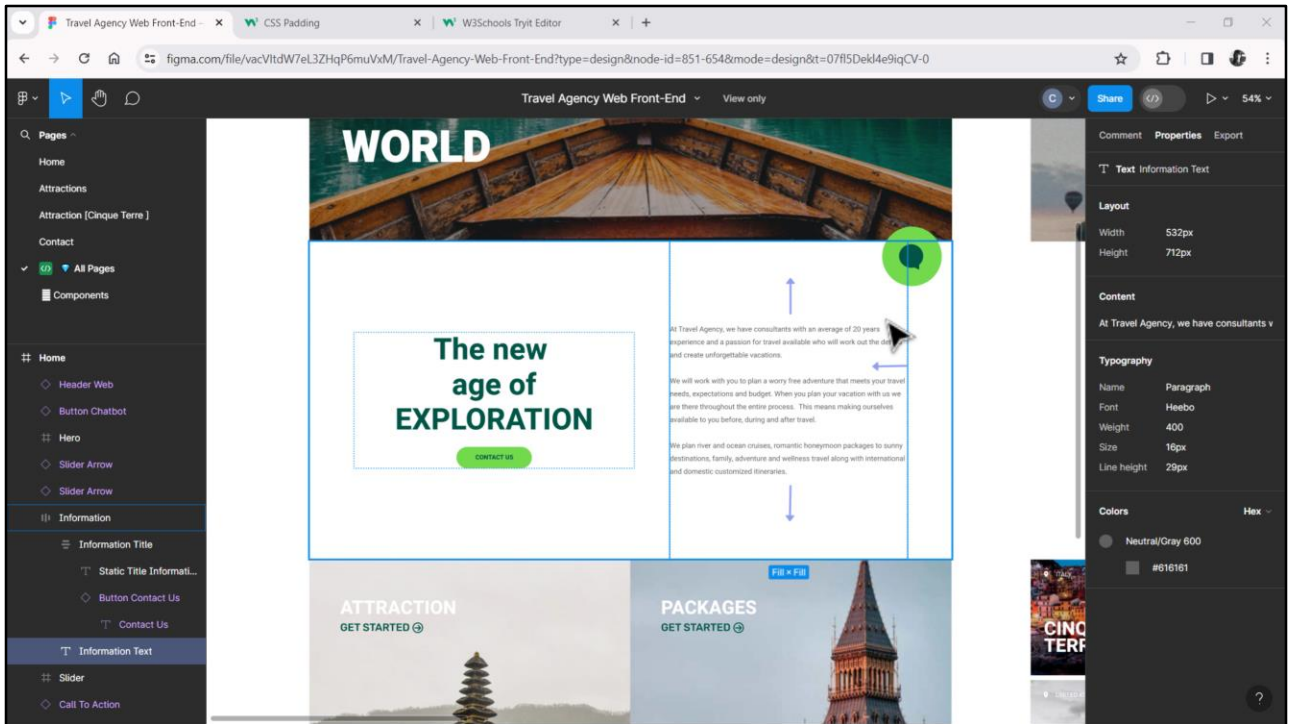 Travel Agency Web Front-End –
CSS Padding
W3Schools Tryit Editor
figma.com/file/vacVItdW7eL3ZHqP6muVxM/Travel-Agency-Web-Front-End?type=design&node-id=851-654&mode=design&t=07fl5Dekl4e9iqCV-0
Travel Agency Web Front-End
View only
C
Share
54%
Pages
Home
Attractions
Attraction [Cinque Terre ]
Contact
All Pages
Components
Home
Header Web
Button Chatbot
Hero
Slider Arrow
Slider Arrow
Information
Information Title
Static Title Informati...
Button Contact Us
Contact Us
Information Text
Slider
Call To Action
WORLD
The new
age of
EXPLORATION
CONTACT US
At Travel Agency, we have consultants with an average of 20 years
experience and a passion for travel available who will work out the
and create unforgettable vacations.
We will work with you to plan a worry free adventure that meets your travel
needs, expectations and budget. When you plan your vacation with us we
are there throughout the entire process. This means making ourselves
available to you before, during and after travel.
We plan river and ocean cruises, romantic honeymoon packages to sunny
destinations, family, adventure and wellness travel along with international
and domestic customized itineraries.
Fill × Fill
ATTRACTION
GET STARTED
PACKAGES
GET STARTED
ITALY
CINQ
TERR
Comment Properties Export
Text Information Text
Layout
Width 532px
Height 712px
Content
At Travel Agency, we have consultants w
Typography
Name Paragraph
Font Heebo
Weight 400
Size 16px
Line height 29px
Colors Hex
Neutral/Gray 600
#616161
?